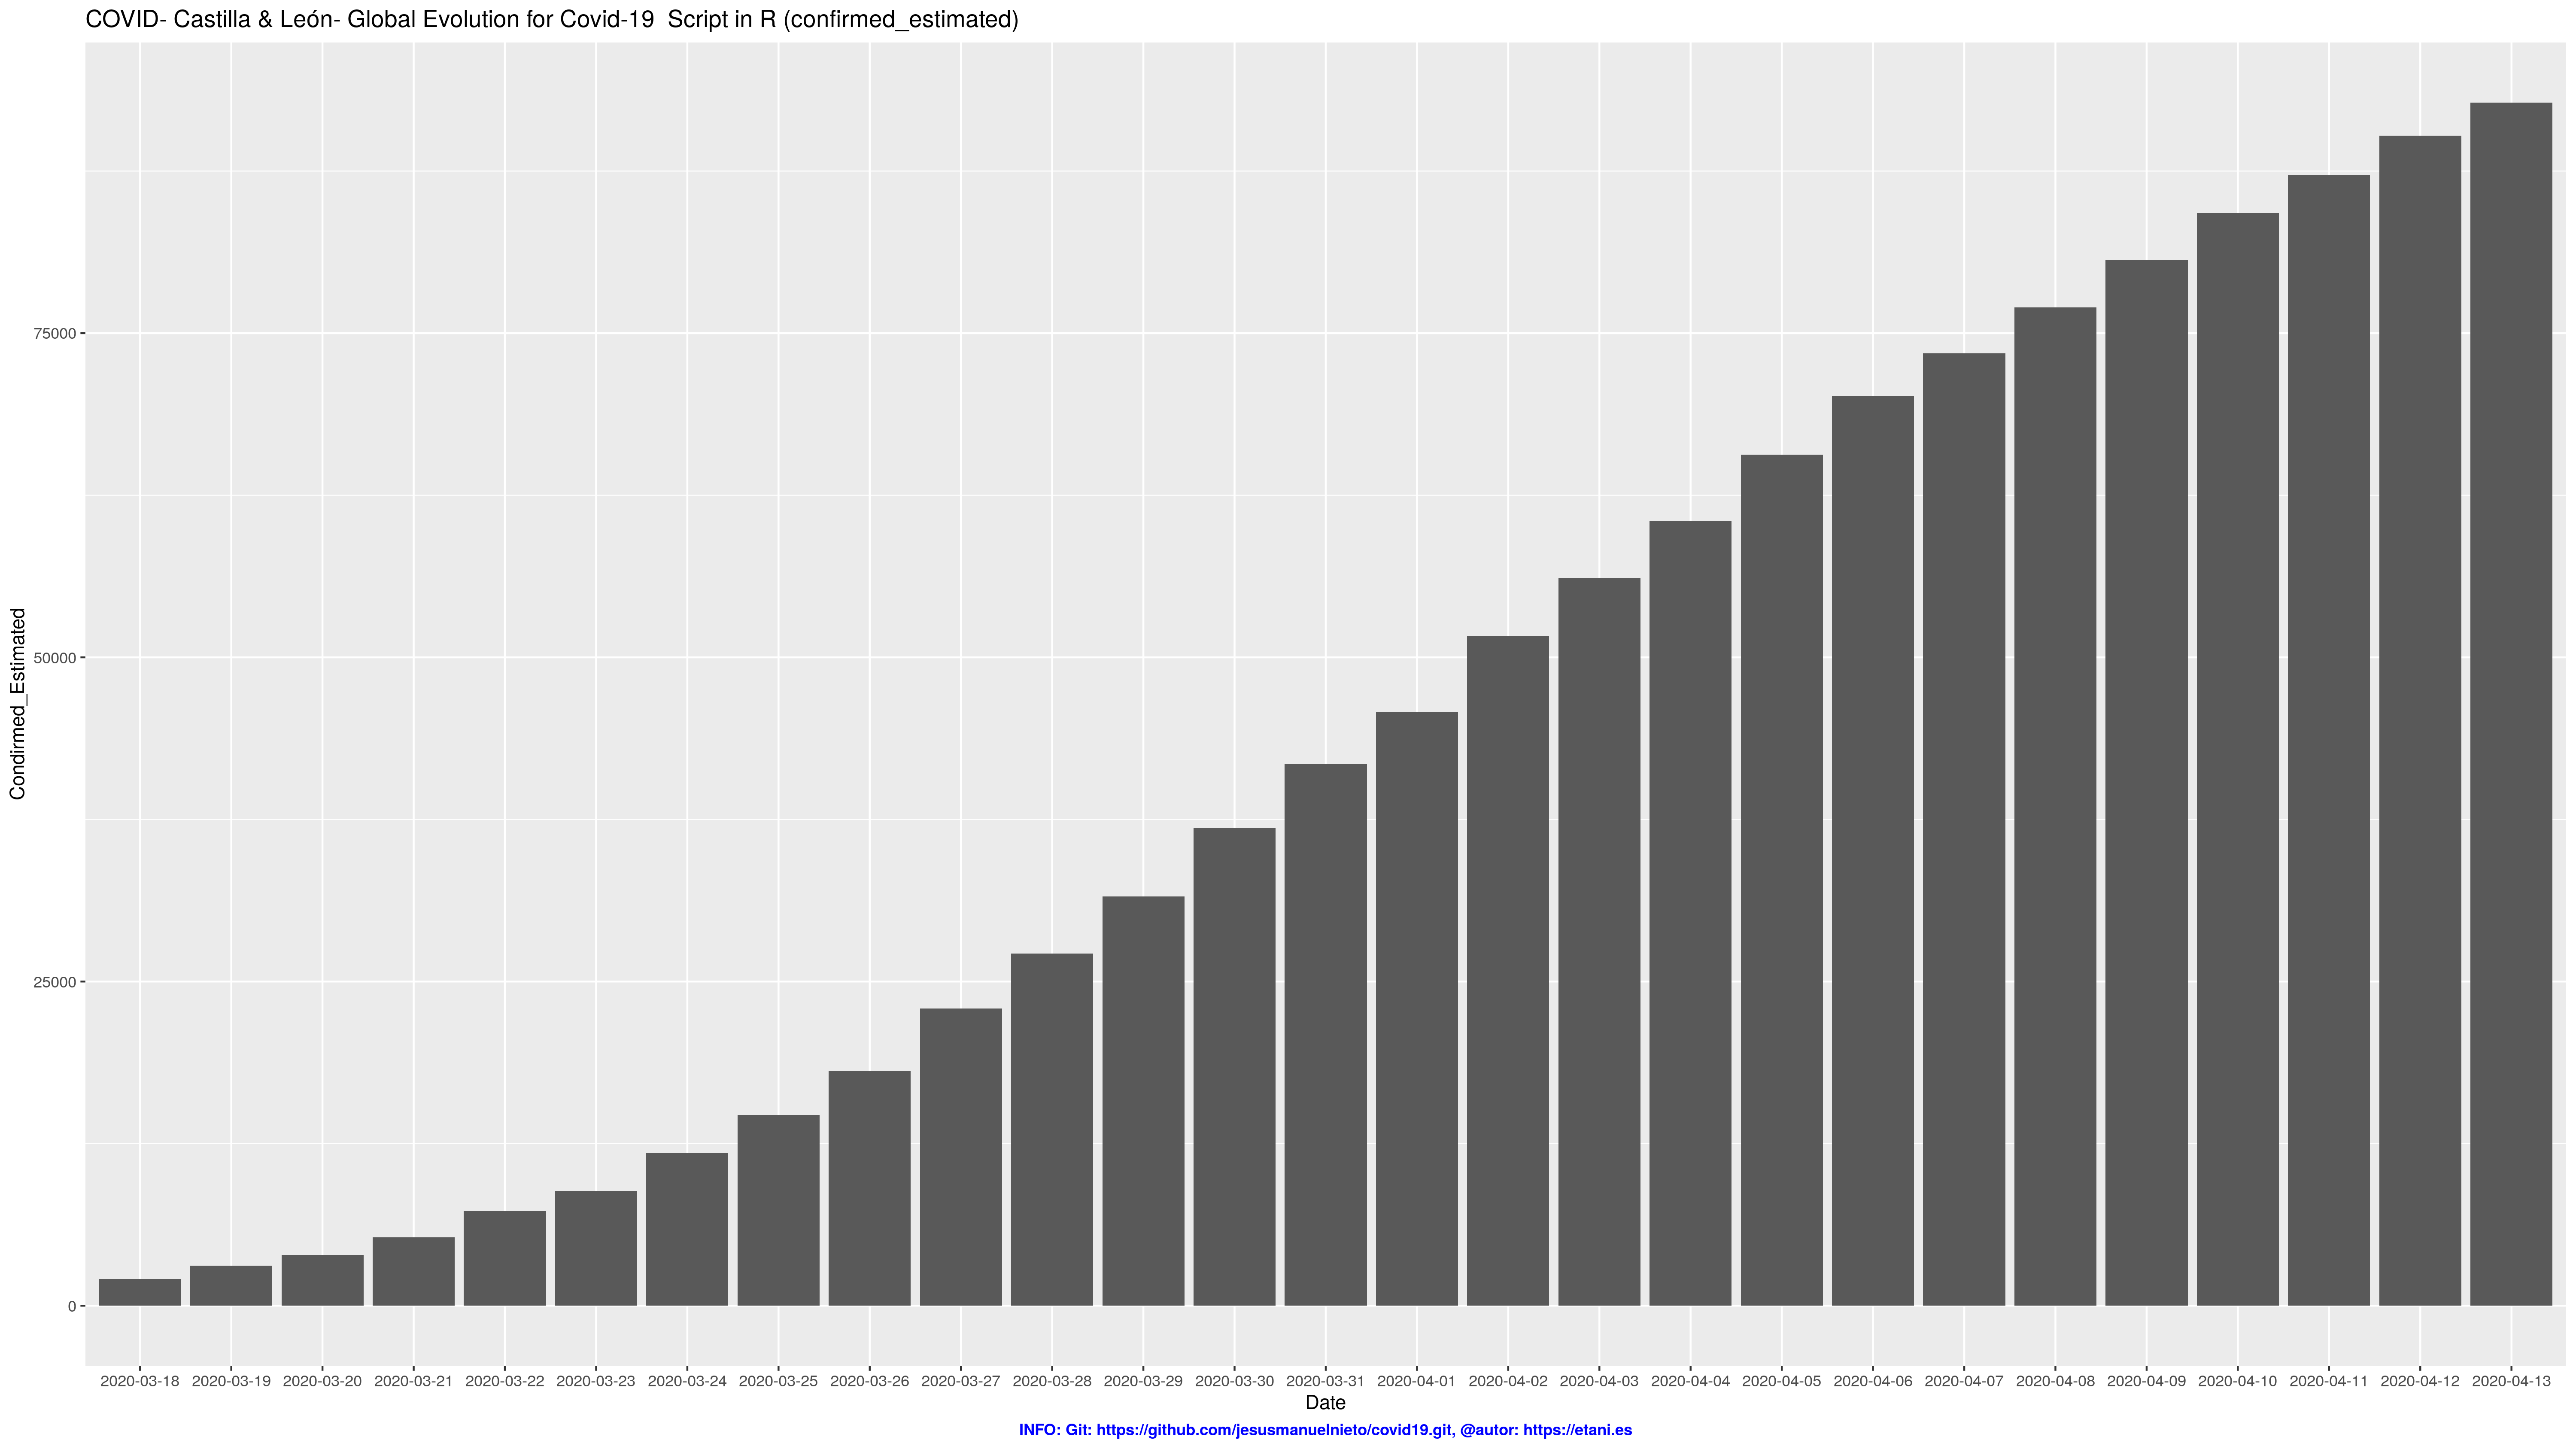 COVID- Castilla & León- Global Evolution for Covid-19  Script in R (confirmed_estimated)
Condirmed_Estimated
75000
50000
25000
0
2020-03-18 2020-03-19 2020-03-20 2020-03-21 2020-03-22 2020-03-23 2020-03-24 2020-03-25 2020-03-26 2020-03-27 2020-03-28 2020-03-29 2020-03-30 2020-03-31 2020-04-01 2020-04-02 2020-04-03 2020-04-04 2020-04-05 2020-04-06 2020-04-07 2020-04-08 2020-04-09 2020-04-10 2020-04-11 2020-04-12 2020-04-13
Date
INFO: Git: https://github.com/jesusmanuelnieto/covid19.git, @autor: https://etani.es